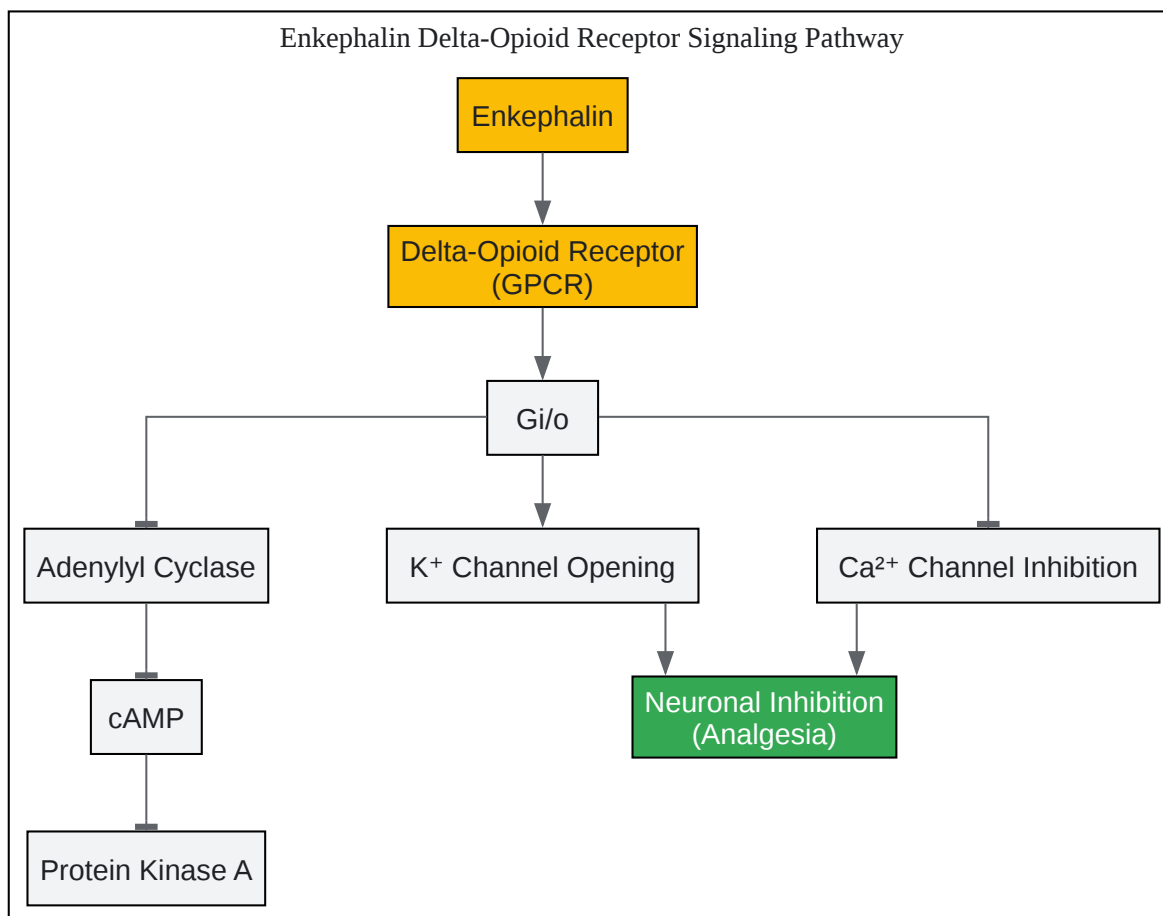 Enkephalin Delta-Opioid Receptor Signaling Pathway
Enkephalin
Delta-Opioid Receptor
(GPCR)
Gi/o
Adenylyl Cyclase
K⁺ Channel Opening
Ca²⁺ Channel Inhibition
cAMP
Neuronal Inhibition
(Analgesia)
Protein Kinase A